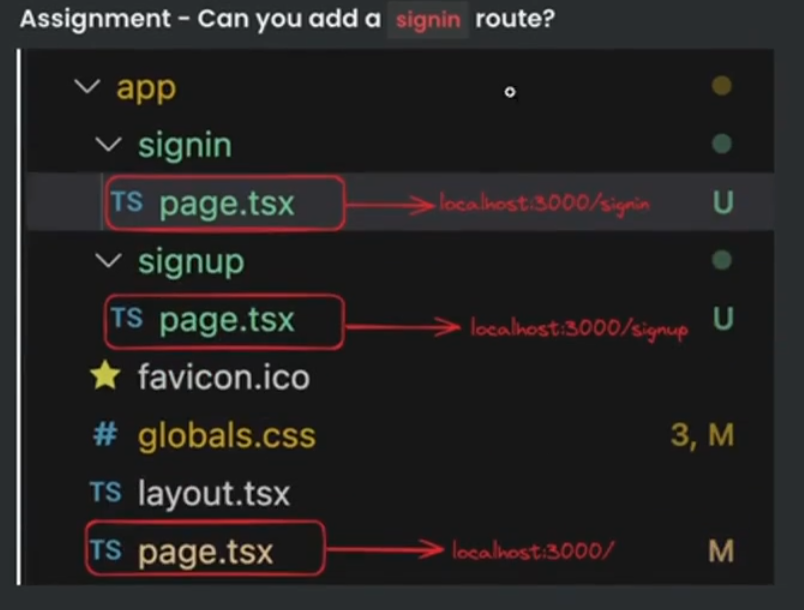 Assignment - Can you add a signin route?
app
signin
TS page.tsx localhost:3000/signin U
signup
TS page.tsx localhost:3000/signup U
favicon.ico
# globals.css 3, M
TS layout.tsx
TS page.tsx localhost:3000/ M